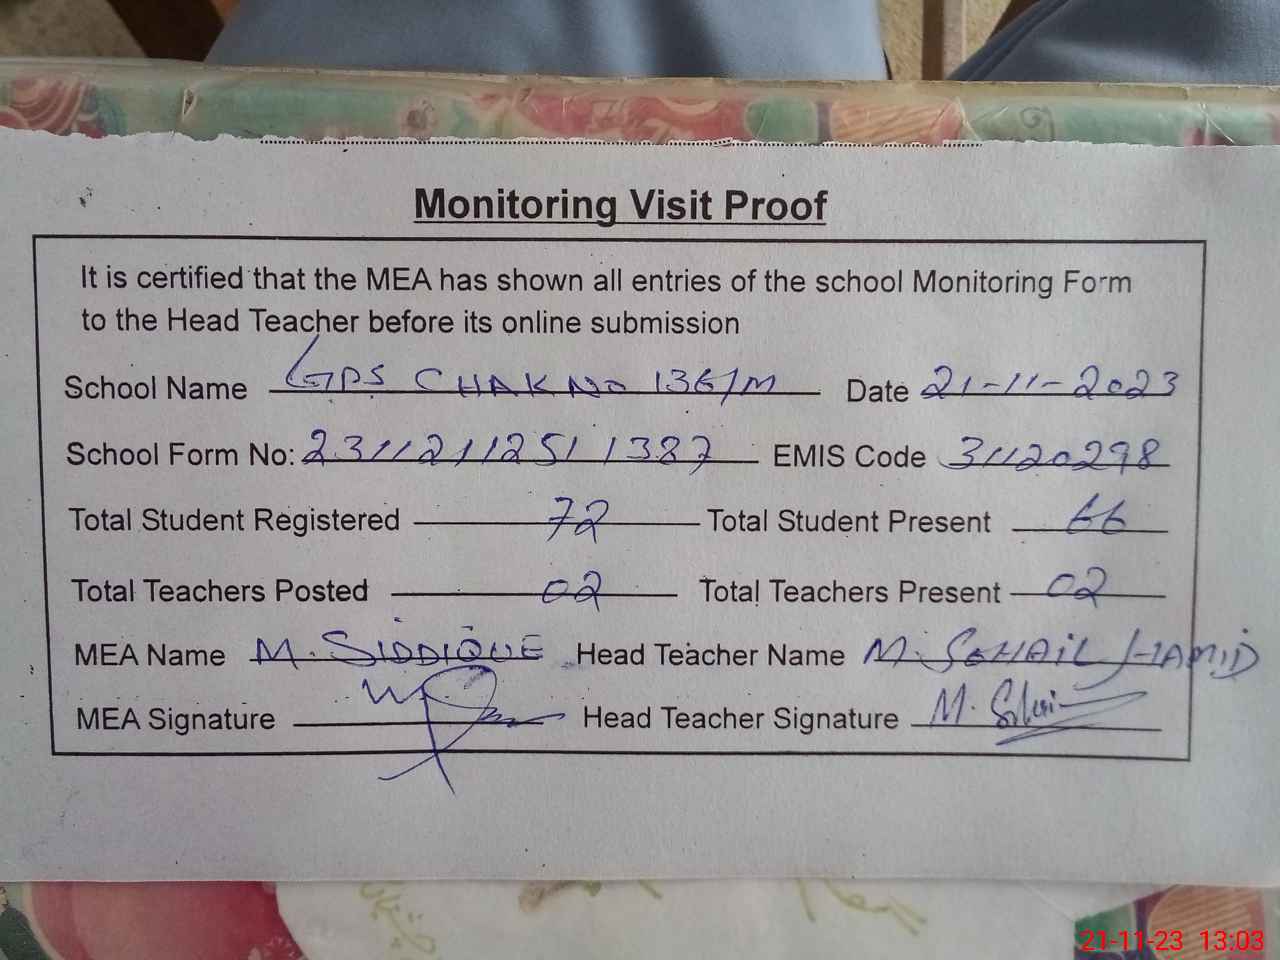 Monitoring Visit Proof
It is certified that the MEA has shown all entries of the school Monitoring Form
to the Head Teacher before its online submission
School Name GPS CHAK NO 136/M Date 21-11-2023
School Form No: 23112112511387 EMIS Code 31120298
Total Student Registered 72 Total Student Present 66
Total Teachers Posted 02 Total Teachers Present 02
MEA Name M. SIDDIQUE Head Teacher Name M. SOHAIL HAMID
MEA Signature Head Teacher Signature M.
21-11-23 13:03